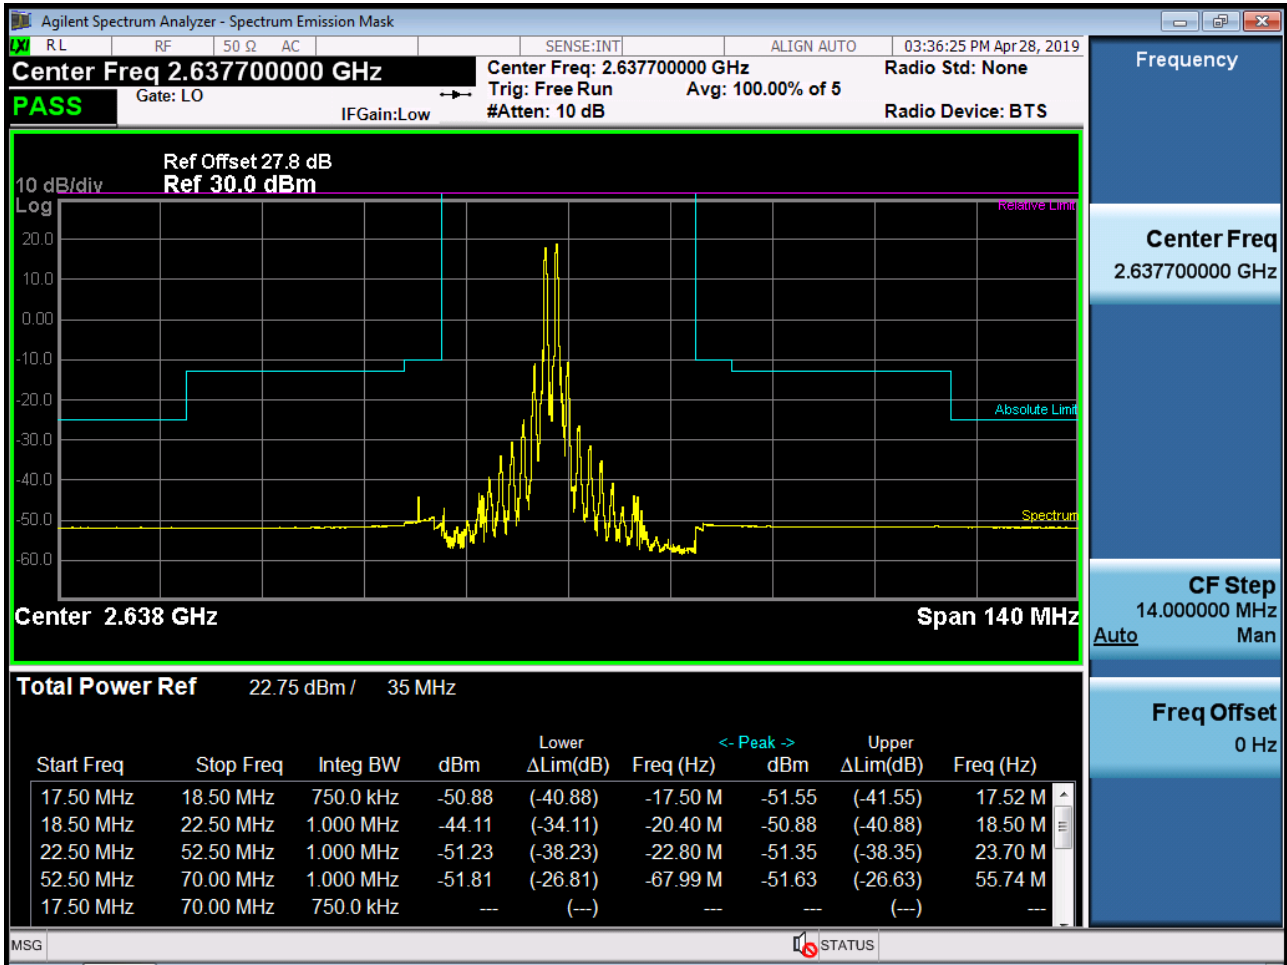 Agilent Spectrum Analyzer - Spectrum Emission Mask
LXI RL RF 50 Ω AC SENSE:INT ALIGN AUTO 03:36:25 PM Apr 28, 2019
Center Freq 2.637700000 GHz
Center Freq: 2.637700000 GHz
Radio Std: None
PASS
Gate: LO
Trig: Free Run
Avg: 100.00% of 5
IFGain:Low
#Atten: 10 dB
Radio Device: BTS
Ref Offset 27.8 dB
10 dB/div Ref 30.0 dBm
Log
Relative Limit
20.0
10.0
0.00
-10.0
-20.0
Absolute Limit
-30.0
-40.0
-50.0
Spectrum
-60.0
Center 2.638 GHz
Span 140 MHz
Total Power Ref 22.75 dBm / 35 MHz
Lower <- Peak -> Upper
Start Freq Stop Freq Integ BW dBm ΔLim(dB) Freq (Hz) dBm ΔLim(dB) Freq (Hz)
17.50 MHz 18.50 MHz 750.0 kHz -50.88 (-40.88) -17.50 M -51.55 (-41.55) 17.52 M
18.50 MHz 22.50 MHz 1.000 MHz -44.11 (-34.11) -20.40 M -50.88 (-40.88) 18.50 M
22.50 MHz 52.50 MHz 1.000 MHz -51.23 (-38.23) -22.80 M -51.35 (-38.35) 23.70 M
52.50 MHz 70.00 MHz 1.000 MHz -51.81 (-26.81) -67.99 M -51.63 (-26.63) 55.74 M
17.50 MHz 70.00 MHz 750.0 kHz --- (---) --- --- (---) ---
MSG
STATUS
Frequency
Center Freq
2.637700000 GHz
CF Step
14.000000 MHz
Auto Man
Freq Offset
0 Hz